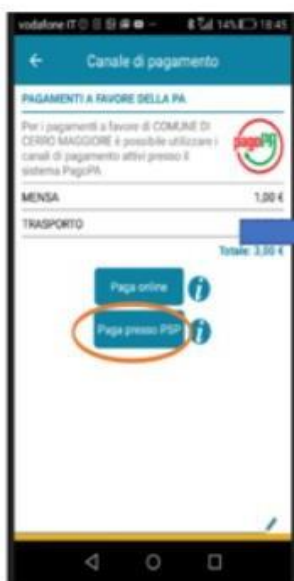 vodafone IT 14% 18:45
Canale di pagamento
PAGAMENTI A FAVORE DELLA PA
Per i pagamenti a favore di COMUNE DI
CERRO MAGGIORE è possibile utilizzare i
canali di pagamento attivi presso il
sistema PagoPA
pagoPA
MENSA 1,00 €
TRASPORTO
Totale: 3,00 €
Paga online i
Paga presso PSP i